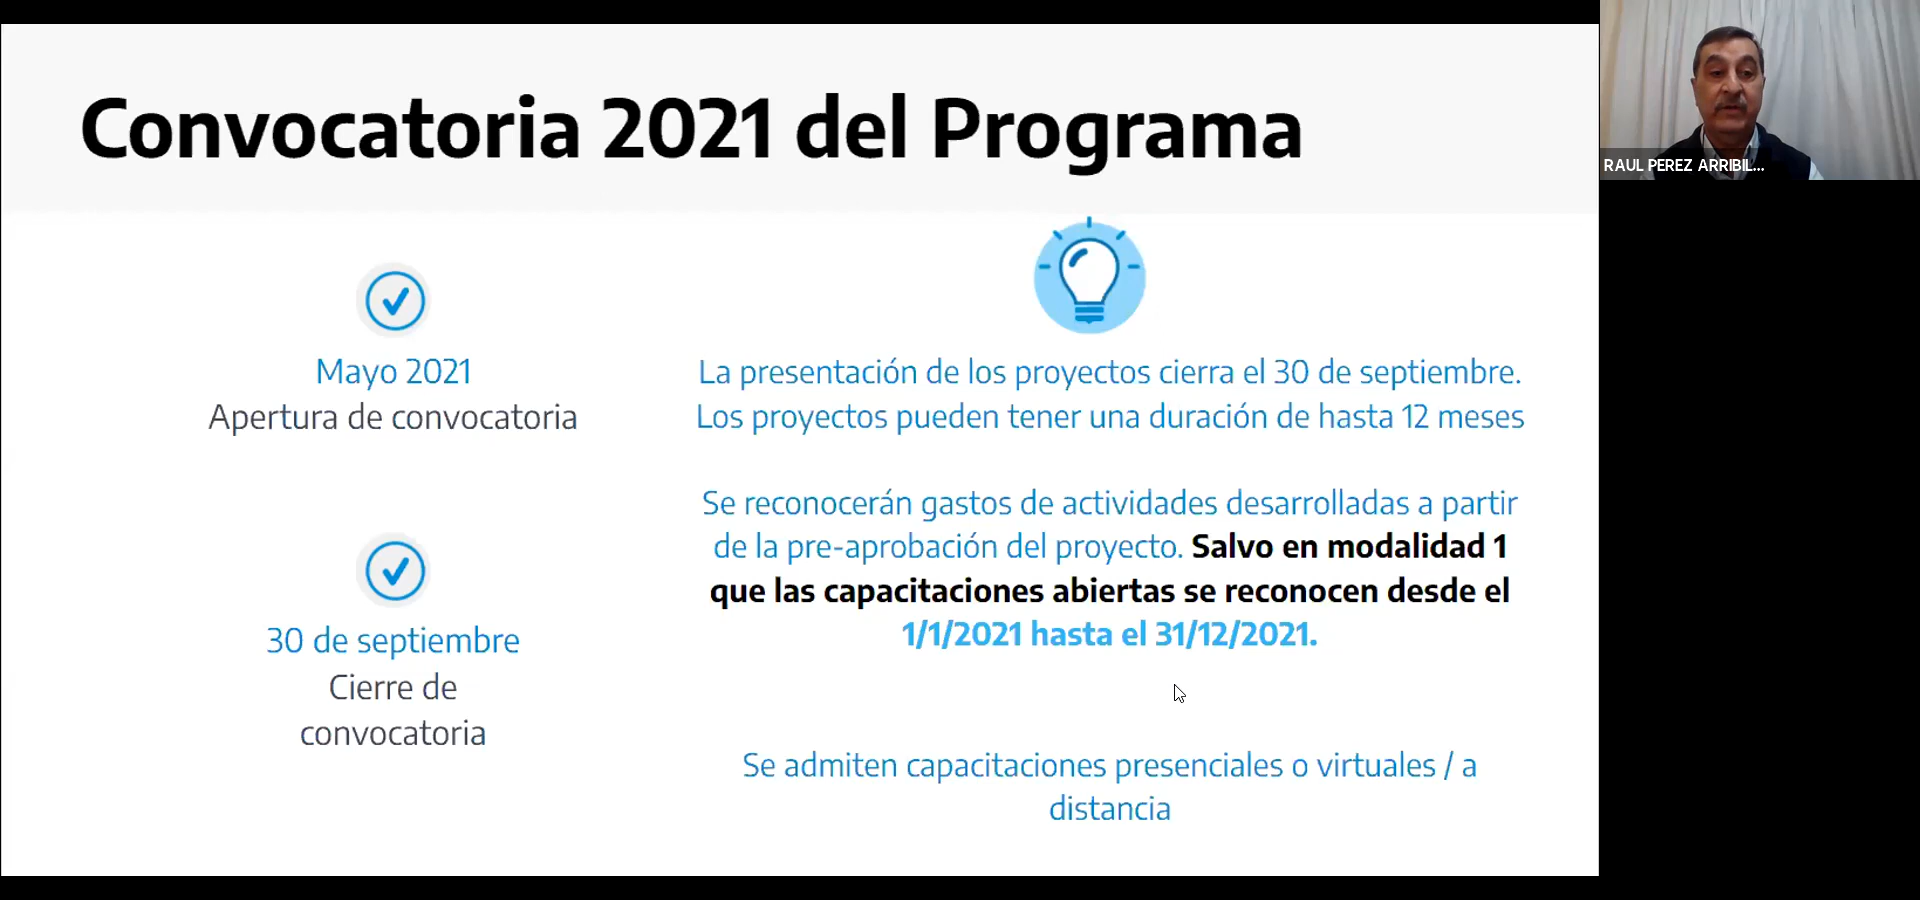 Convocatoria 2021 del Programa
Mayo 2021
Apertura de convocatoria
30 de septiembre
Cierre de
convocatoria
La presentación de los proyectos cierra el 30 de septiembre.
Los proyectos pueden tener una duración de hasta 12 meses
Se reconocerán gastos de actividades desarrolladas a partir
de la pre-aprobación del proyecto. Salvo en modalidad 1
que las capacitaciones abiertas se reconocen desde el
1/1/2021 hasta el 31/12/2021.
Se admiten capacitaciones presenciales o virtuales / a
distancia
RAUL PEREZ ARRIBIL...